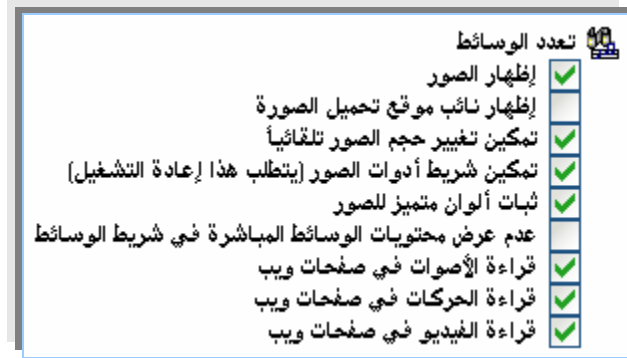 تعدد الوسائط
إظهار الصور
إظهار نائب موقع تحميل الصورة
تمكين تغيير حجم الصور تلقائياً
تمكين شريط أدوات الصور (يتطلب هذا إعادة التشغيل)
ثبات ألوان متميز للصور
عدم عرض محتويات الوسائط المباشرة في شريط الوسائط
قراءة الأصوات في صفحات ويب
قراءة الحركات في صفحات ويب
قراءة الفيديو في صفحات ويب